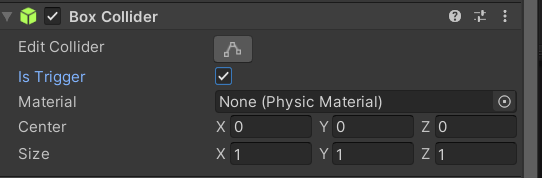 Box Collider
Edit Collider
Is Trigger
Material None (Physic Material)
Center X 0 Y 0 Z 0
Size X 1 Y 1 Z 1